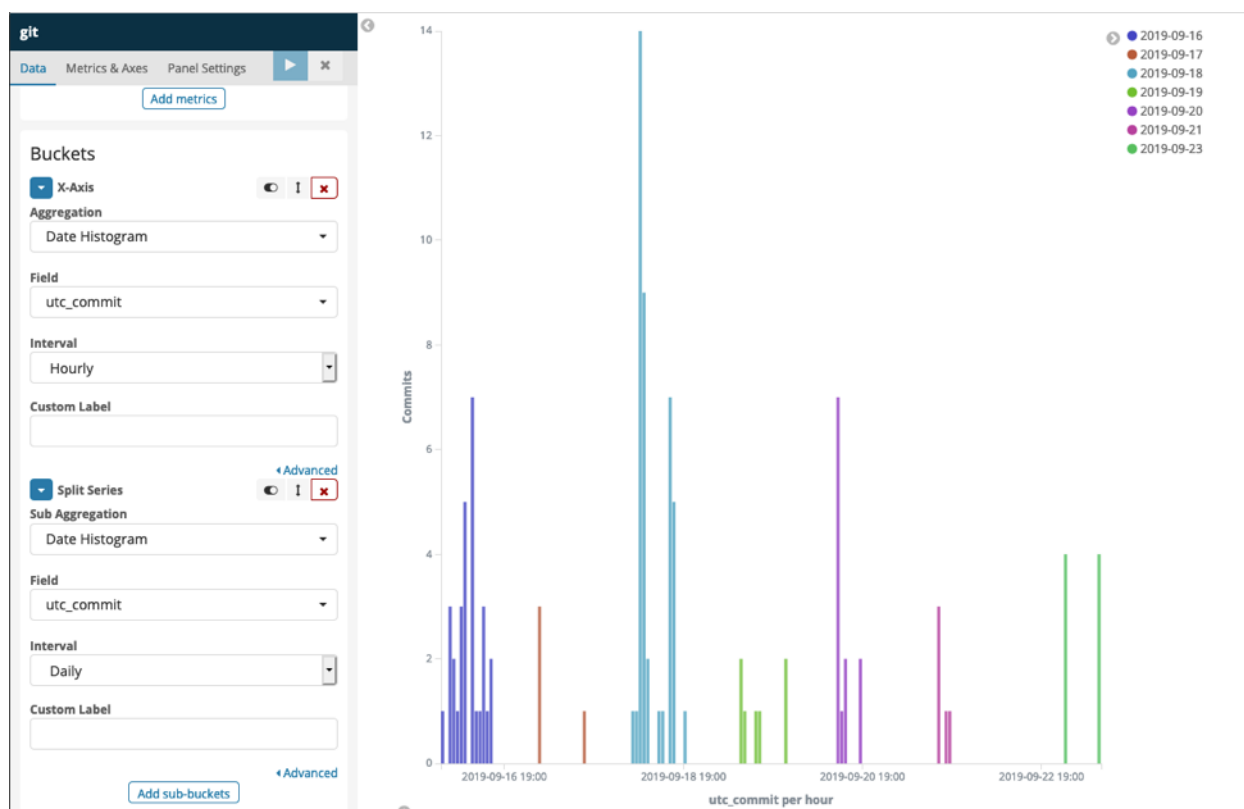 git
Data Metrics & Axes Panel Settings
Add metrics
Buckets
X-Axis
Aggregation
Date Histogram
Field
utc_commit
Interval
Hourly
Custom Label
Advanced
Split Series
Sub Aggregation
Date Histogram
Field
utc_commit
Interval
Daily
Custom Label
Advanced
Add sub-buckets
14
12
10
8
6
4
2
0
Commits
2019-09-16 19:00 2019-09-18 19:00 2019-09-20 19:00 2019-09-22 19:00
utc_commit per hour
2019-09-16
2019-09-17
2019-09-18
2019-09-19
2019-09-20
2019-09-21
2019-09-23